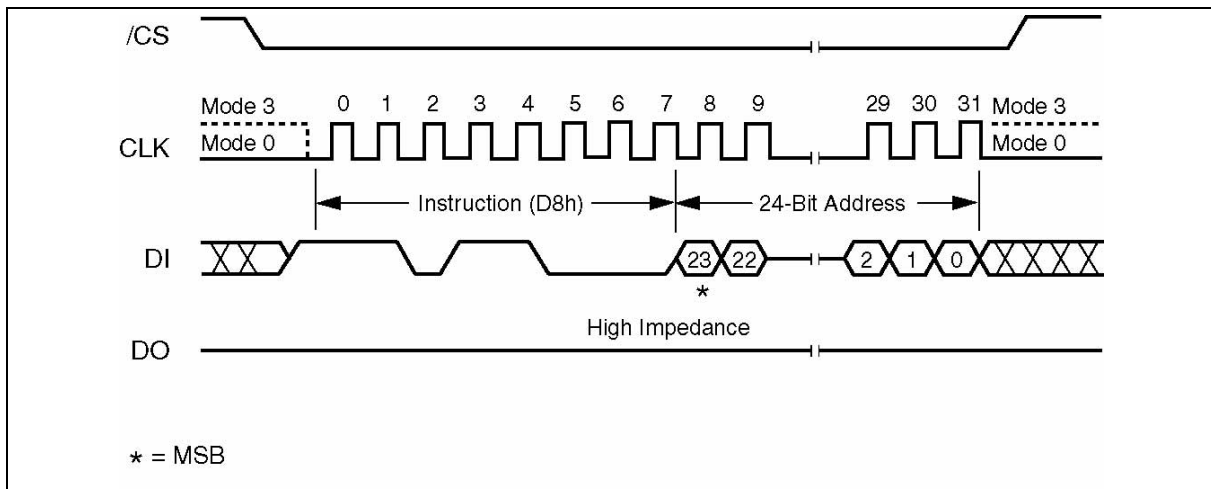 /CS
Mode 3 0 1 2 3 4 5 6 7 8 9 29 30 31 Mode 3
CLK Mode 0 Mode 0
Instruction (D8h) 24-Bit Address
DI 23 22 2 1 0
*
High Impedance
DO
* = MSB